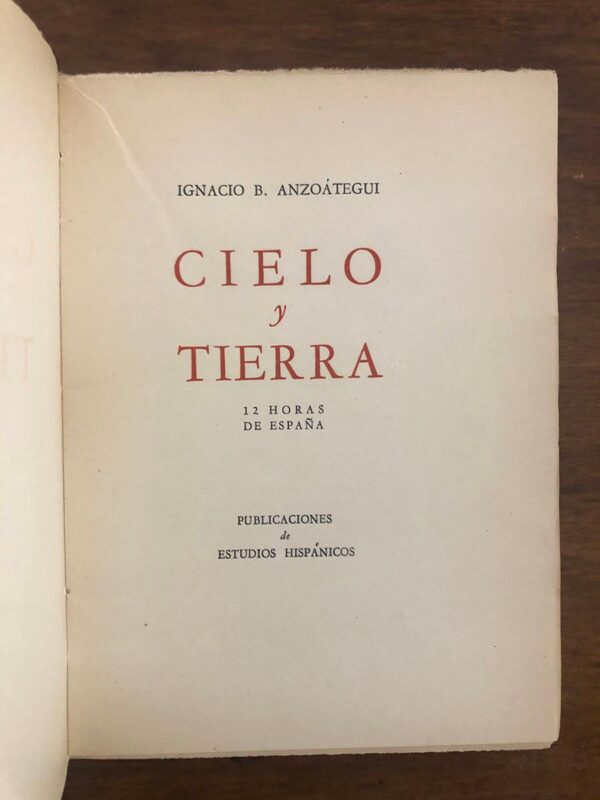 IGNACIO B. ANZOÁTEGUI
CIELO
y
TIERRA
12 HORAS
DE ESPAÑA
PUBLICACIONES
de
ESTUDIOS HISPÁNICOS